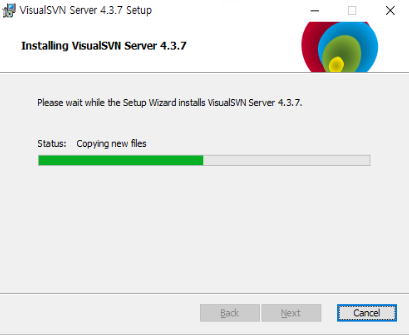 VisualSVN Server 4.3.7 Setup
Installing VisualSVN Server 4.3.7
Please wait while the Setup Wizard installs VisualSVN Server 4.3.7.
Status: Copying new files
Back Next Cancel